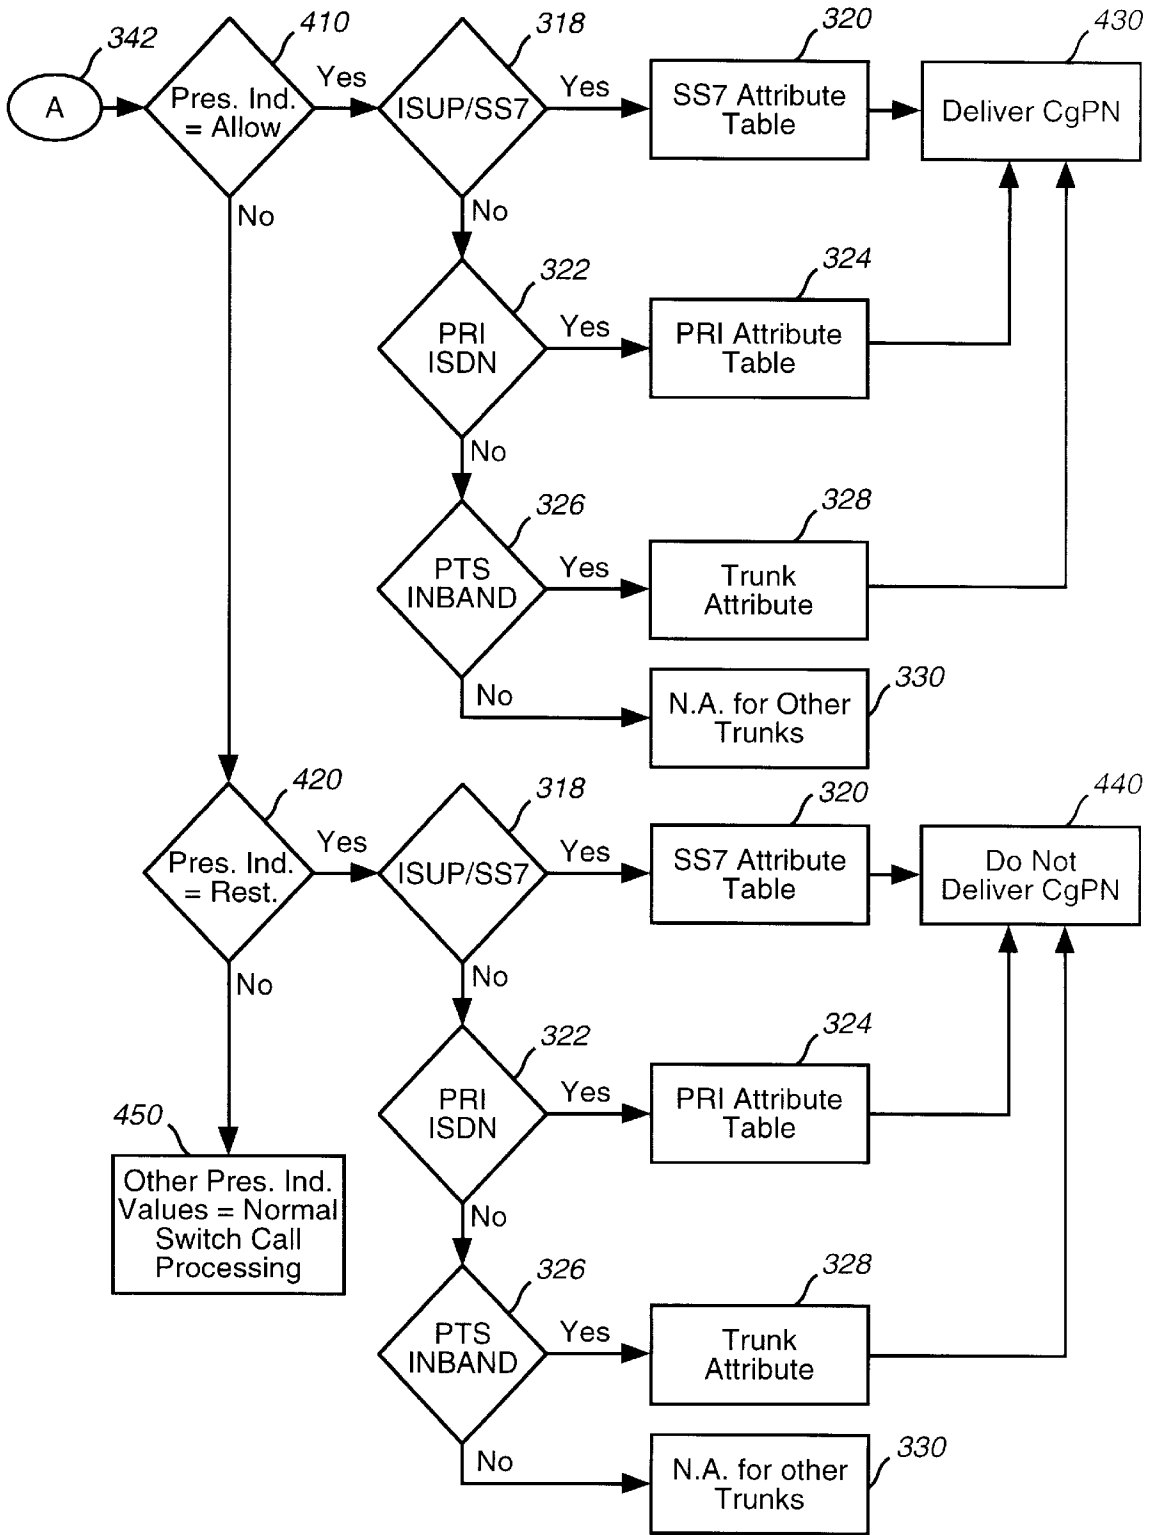 342
A
410
Pres. Ind.
= Allow
Yes
No
318
ISUP/SS7
Yes
No
320
SS7 Attribute
Table
430
Deliver CgPN
322
PRI
ISDN
Yes
No
324
PRI Attribute
Table
326
PTS
INBAND
Yes
No
328
Trunk
Attribute
330
N.A. for Other
Trunks
420
Pres. Ind.
= Rest.
Yes
No
318
ISUP/SS7
Yes
No
320
SS7 Attribute
Table
440
Do Not
Deliver CgPN
322
PRI
ISDN
Yes
No
324
PRI Attribute
Table
450
Other Pres. Ind.
Values = Normal
Switch Call
Processing
326
PTS
INBAND
Yes
No
328
Trunk
Attribute
330
N.A. for other
Trunks